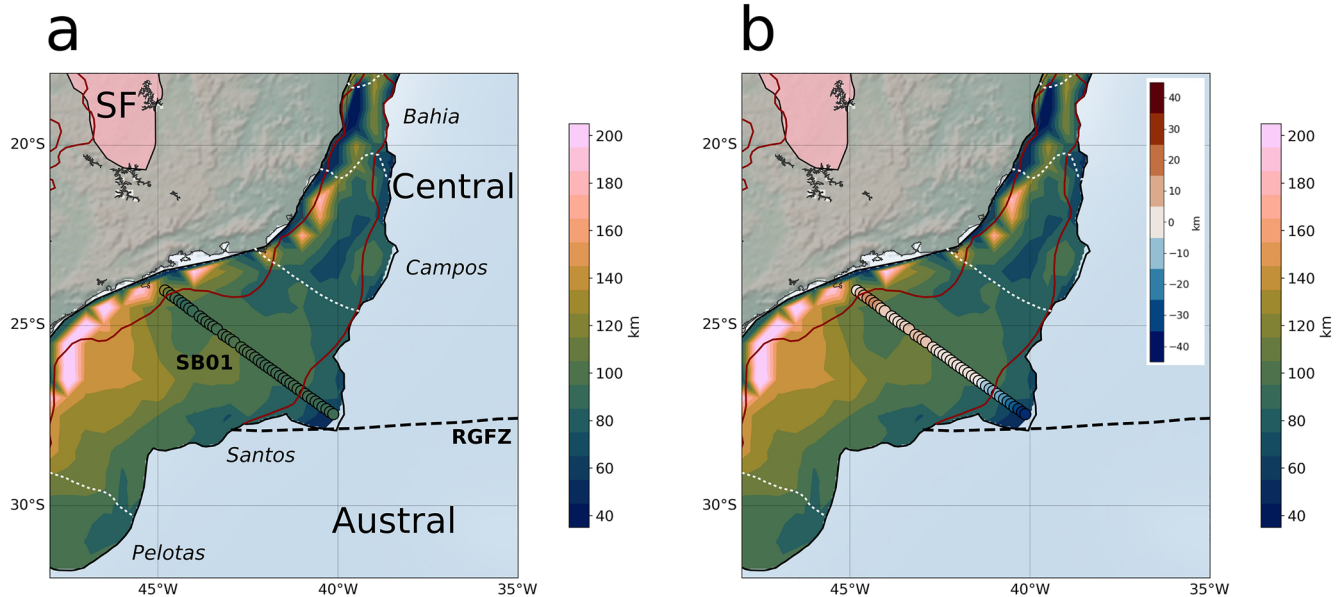 a
b
SF
Bahia
Central
Campos
SB01
RGFZ
Santos
Austral
Pelotas
20°S
25°S
30°S
45°W
40°W
35°W
200
180
160
140
120
100
80
60
40
km
20°S
25°S
30°S
45°W
40°W
35°W
40
30
20
10
0
−10
−20
−30
−40
km
200
180
160
140
120
100
80
60
40
km